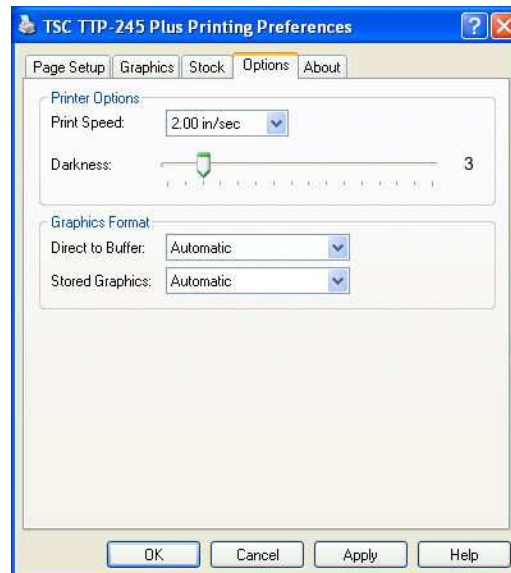 TSC TTP-245 Plus Printing Preferences
Page Setup Graphics Stock Options About
Printer Options
Print Speed: 2.00 in/sec
Darkness: 3
Graphics Format
Direct to Buffer: Automatic
Stored Graphics: Automatic
OK Cancel Apply Help